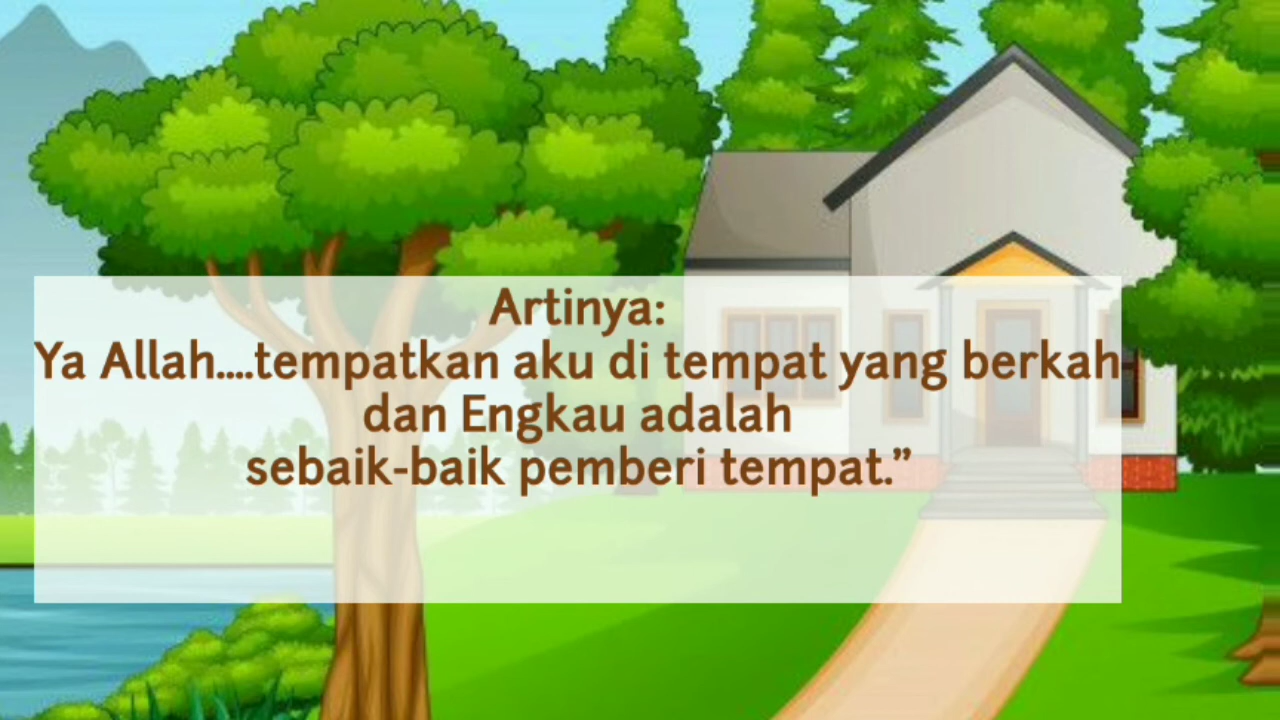 Artinya:
Ya Allah....tempatkan aku di tempat yang berkah
dan Engkau adalah
sebaik-baik pemberi tempat.”